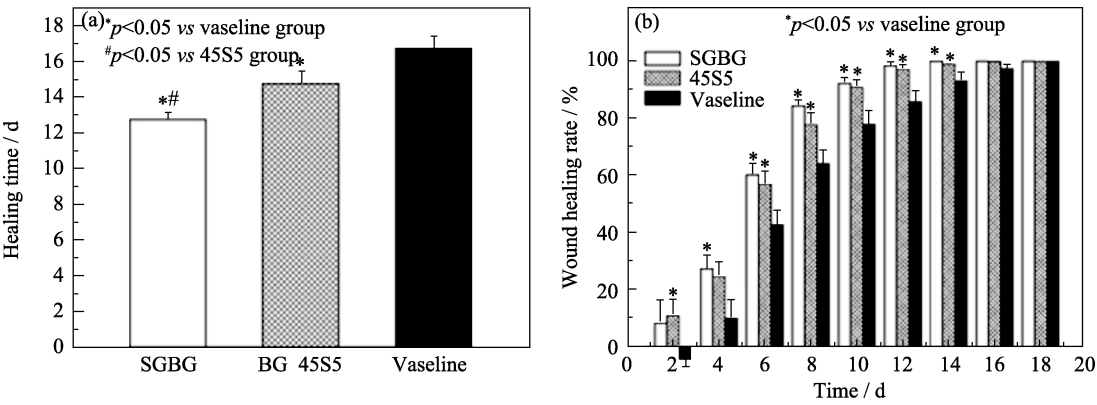 (a)
*p<0.05 vs vaseline group
#p<0.05 vs 45S5 group
18
16
14
12
10
8
6
4
2
0
Healing time / d
*#
*
SGBG
BG 45S5
Vaseline
(b)
*p<0.05 vs vaseline group
SGBG
45S5
Vaseline
100
80
60
40
20
0
Wound healing rate / %
* * * * * * * * * * * *
0 2 4 6 8 10 12 14 16 18 20
Time / d